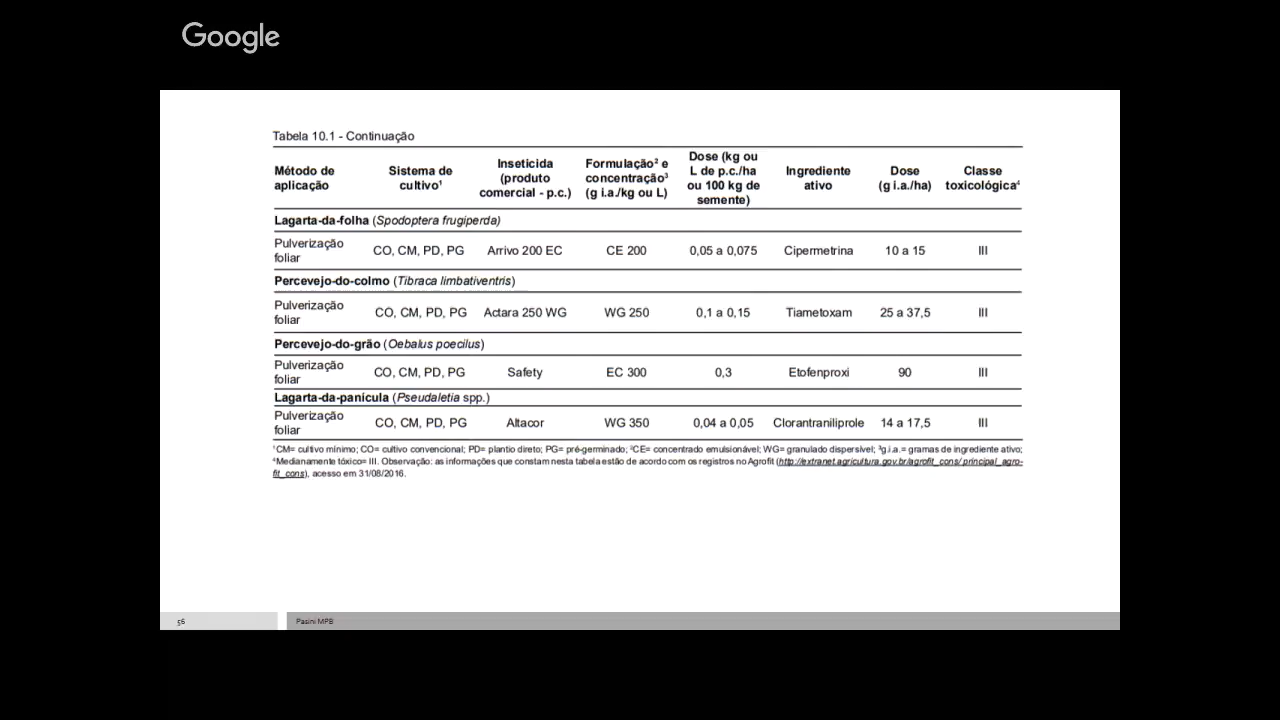 Google
Tabela 10.1 - Continuação
Método de aplicação Sistema de cultivo¹ Inseticida (produto comercial - p.c.) Formulação² e concentração³ (g i.a./kg ou L) Dose (kg ou L de p.c./ha ou 100 kg de semente) Ingrediente ativo Dose (g i.a./ha) Classe toxicológica⁴
Lagarta-da-folha (Spodoptera frugiperda)
Pulverização foliar CO, CM, PD, PG Arrivo 200 EC CE 200 0,05 a 0,075 Cipermetrina 10 a 15 III
Percevejo-do-colmo (Tibraca limbativentris)
Pulverização foliar CO, CM, PD, PG Actara 250 WG WG 250 0,1 a 0,15 Tiametoxam 25 a 37,5 III
Percevejo-do-grão (Oebalus poecilus)
Pulverização foliar CO, CM, PD, PG Safety EC 300 0,3 Etofenproxi 90 III
Lagarta-da-panícula (Pseudaletia spp.)
Pulverização foliar CO, CM, PD, PG Altacor WG 350 0,04 a 0,05 Clorantraniliprole 14 a 17,5 III
¹CM= cultivo mínimo; CO= cultivo convencional; PD= plantio direto; PG= pré-germinado; ²CE= concentrado emulsionável; WG= granulado dispersível; ³g.i.a.= gramas de ingrediente ativo;
⁴Medianamente tóxico= III. Observação: as informações que constam nesta tabela estão de acordo com os registros no Agrofit (http://extranet.agricultura.gov.br/agrofit_cons/ principal_agro-
fit_cons), acesso em 31/08/2016.
56 Pasini MPB